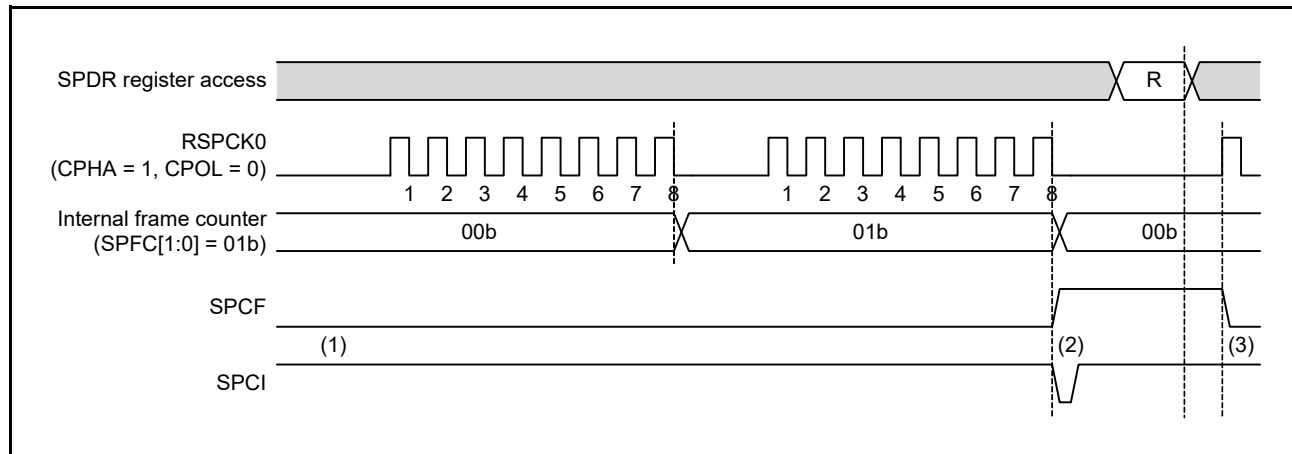 SPDR register access
R
RSPCK0
(CPHA = 1, CPOL = 0)
1 2 3 4 5 6 7 8 1 2 3 4 5 6 7 8
Internal frame counter
(SPFC[1:0] = 01b)
00b 01b 00b
SPCF
(1) (2) (3)
SPCI